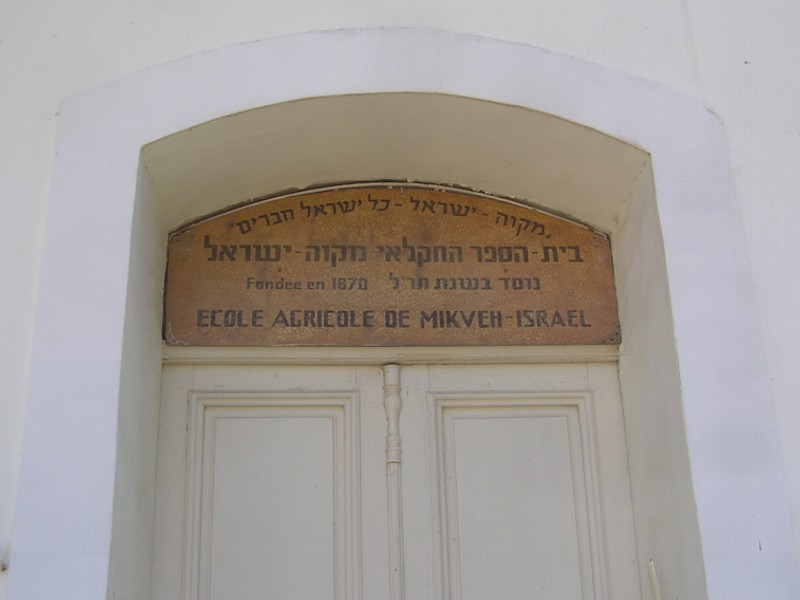 "מקוה-ישראל - כל ישראל חברים"
בית-הספר החקלאי מקוה-ישראל
נוסד בשנת תר"ל Fondee en 1870
ECOLE AGRICOLE DE MIKVEH-ISRAEL